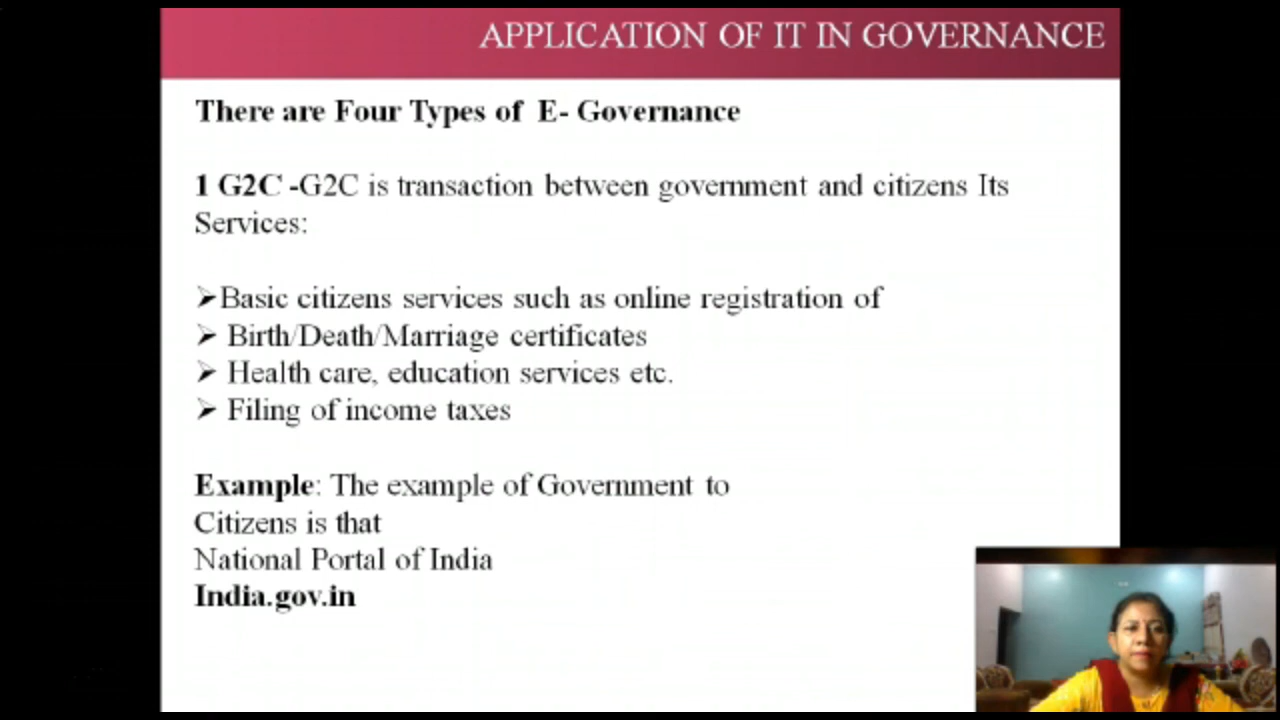 APPLICATION OF IT IN GOVERNANCE
There are Four Types of E- Governance
1 G2C -G2C is transaction between government and citizens Its
Services:
➢Basic citizens services such as online registration of
➢ Birth/Death/Marriage certificates
➢ Health care, education services etc.
➢ Filing of income taxes
Example: The example of Government to
Citizens is that
National Portal of India
India.gov.in